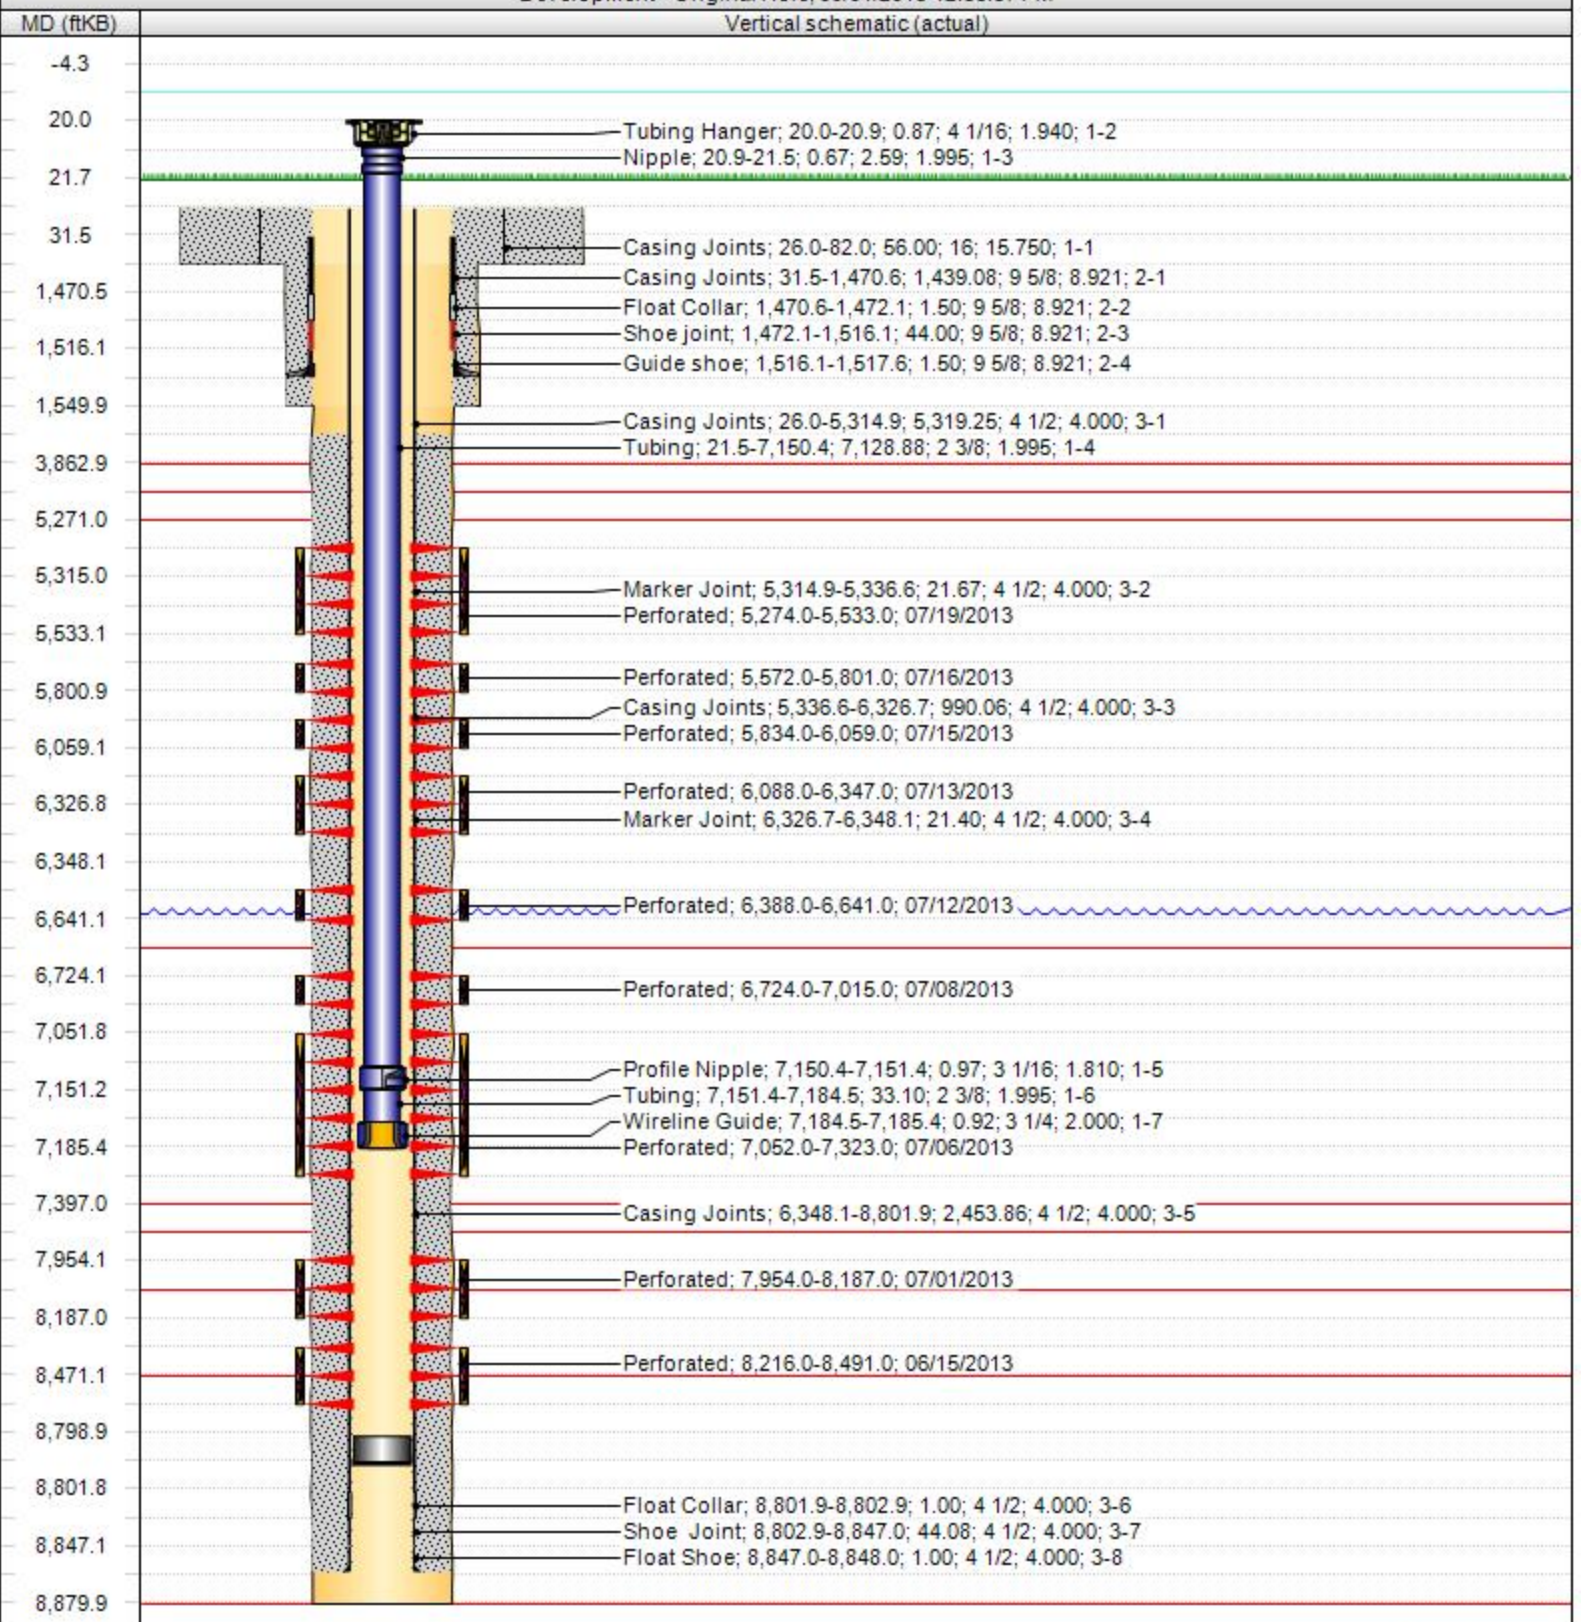 MD (ftKB)
Vertical schematic (actual)
-4.3
20.0
Tubing Hanger; 20.0-20.9; 0.87; 4 1/16; 1.940; 1-2
Nipple; 20.9-21.5; 0.67; 2.59; 1.995; 1-3
21.7
31.5
Casing Joints; 26.0-82.0; 56.00; 16; 15.750; 1-1
Casing Joints; 31.5-1,470.6; 1,439.08; 9 5/8; 8.921; 2-1
1,470.5
Float Collar; 1,470.6-1,472.1; 1.50; 9 5/8; 8.921; 2-2
Shoe joint; 1,472.1-1,516.1; 44.00; 9 5/8; 8.921; 2-3
1,516.1
Guide shoe; 1,516.1-1,517.6; 1.50; 9 5/8; 8.921; 2-4
1,549.9
Casing Joints; 26.0-5,314.9; 5,319.25; 4 1/2; 4.000; 3-1
Tubing; 21.5-7,150.4; 7,128.88; 2 3/8; 1.995; 1-4
3,862.9
5,271.0
5,315.0
Marker Joint; 5,314.9-5,336.6; 21.67; 4 1/2; 4.000; 3-2
Perforated; 5,274.0-5,533.0; 07/19/2013
5,533.1
Perforated; 5,572.0-5,801.0; 07/16/2013
5,800.9
Casing Joints; 5,336.6-6,326.7; 990.06; 4 1/2; 4.000; 3-3
Perforated; 5,834.0-6,059.0; 07/15/2013
6,059.1
Perforated; 6,088.0-6,347.0; 07/13/2013
6,326.8
Marker Joint; 6,326.7-6,348.1; 21.40; 4 1/2; 4.000; 3-4
6,348.1
Perforated; 6,388.0-6,641.0; 07/12/2013
6,641.1
6,724.1
Perforated; 6,724.0-7,015.0; 07/08/2013
7,051.8
Profile Nipple; 7,150.4-7,151.4; 0.97; 3 1/16; 1.810; 1-5
7,151.2
Tubing; 7,151.4-7,184.5; 33.10; 2 3/8; 1.995; 1-6
Wireline Guide; 7,184.5-7,185.4; 0.92; 3 1/4; 2.000; 1-7
7,185.4
Perforated; 7,052.0-7,323.0; 07/06/2013
7,397.0
Casing Joints; 6,348.1-8,801.9; 2,453.86; 4 1/2; 4.000; 3-5
7,954.1
Perforated; 7,954.0-8,187.0; 07/01/2013
8,187.0
Perforated; 8,216.0-8,491.0; 06/15/2013
8,471.1
8,798.9
8,801.8
Float Collar; 8,801.9-8,802.9; 1.00; 4 1/2; 4.000; 3-6
Shoe Joint; 8,802.9-8,847.0; 44.08; 4 1/2; 4.000; 3-7
8,847.1
Float Shoe; 8,847.0-8,848.0; 1.00; 4 1/2; 4.000; 3-8
8,879.9